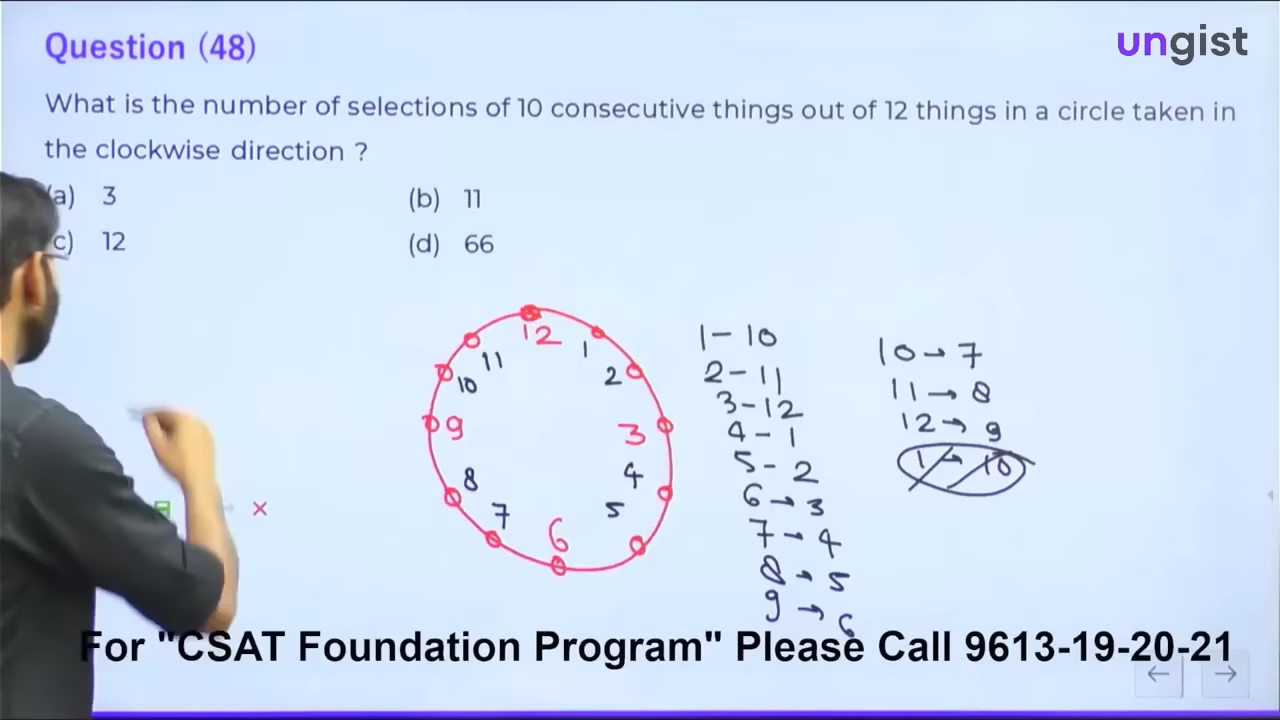 Question (48)
ungist
What is the number of selections of 10 consecutive things out of 12 things in a circle taken in
the clockwise direction ?
a) 3
(b) 11
c) 12
(d) 66
12
1
2
3
4
5
6
7
8
9
10
11
1 - 10
2 - 11
3 - 12
4 - 1
5 - 2
6 → 3
7 → 4
8 → 5
9 → 6
10 → 7
11 → 8
12 → 9
1 → 10
×
For "CSAT Foundation Program" Please Call 9613-19-20-21
← →